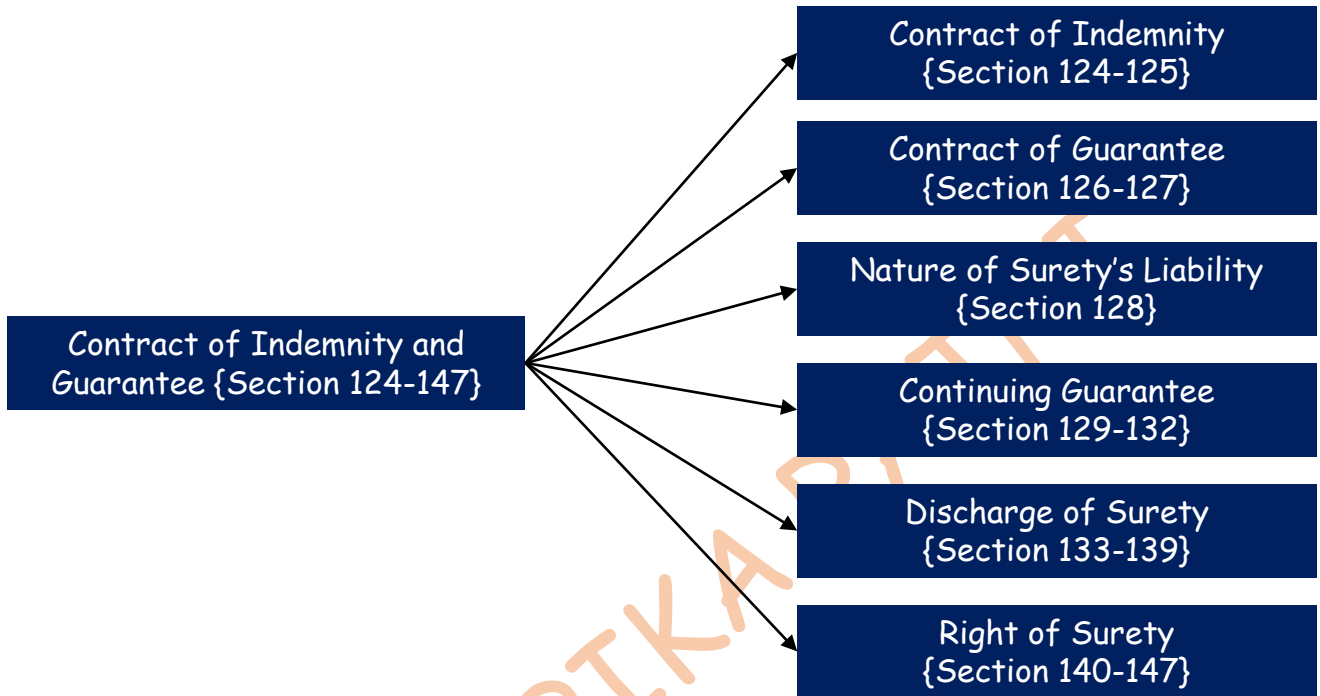 Contract of Indemnity and
Guarantee {Section 124-147}
Contract of Indemnity
{Section 124-125}
Contract of Guarantee
{Section 126-127}
Nature of Surety's Liability
{Section 128}
Continuing Guarantee
{Section 129-132}
Discharge of Surety
{Section 133-139}
Right of Surety
{Section 140-147}